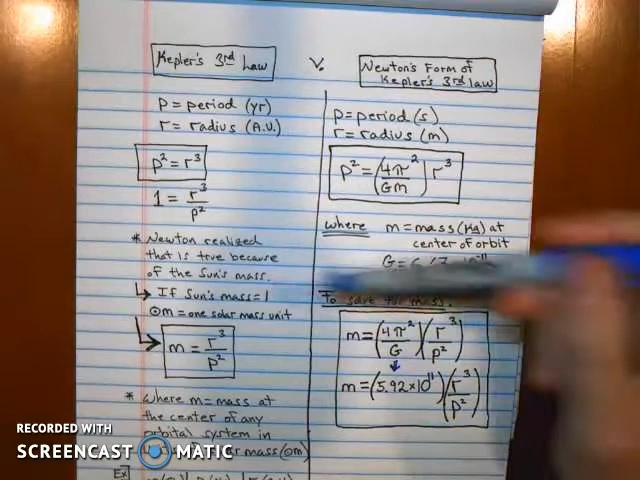 Kepler's 3rd Law
V.
Newton's Form of
Kepler's 3rd law
P = period (yr)
r = radius (A.U.)
p² = r³
1 = r³/p²
* Newton realized
that is true because
of the Sun's mass.
↳ If Sun's mass = 1
⊙m = one solar mass unit
m = r³/p²
* Where m = mass at
the center of any
orbital system in
mass (⊙m)
Ex
P = period (s)
r = radius (m)
p² = (4π²/Gm) r³
where m = mass (kg) at
center of orbit
G =
To solve for mass:
m = (4π²/G)(r³/p²)
m = (5.92×10¹¹)(r³/p²)
RECORDED WITH
SCREENCAST MATIC